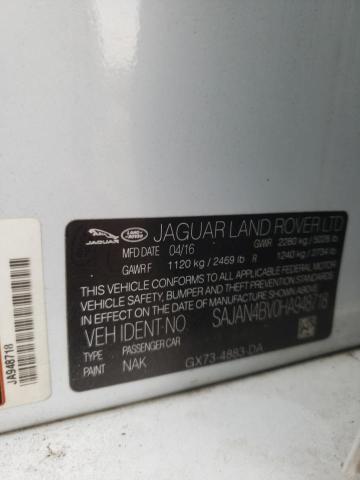 JAGUAR LAND-ROVER JAGUAR LAND ROVER LTD
MFD DATE 04/16 GWR 2280 kg / 5026 lb
GAWR F 1120 kg / 2469 lb R 1240 kg / 2734 lb
THIS VEHICLE CONFORMS TO ALL APPLICABLE FEDERAL MOTOR
VEHICLE SAFETY, BUMPER AND THEFT PREVENTION STANDARDS
IN EFFECT ON THE DATE OF MANUFACTURE SHOWN ABOVE.
VEH IDENT-NO SAJAN4BV0HA948718
TYPE PASSENGER CAR
PAINT NAK GX73-4883-DA
JA948718